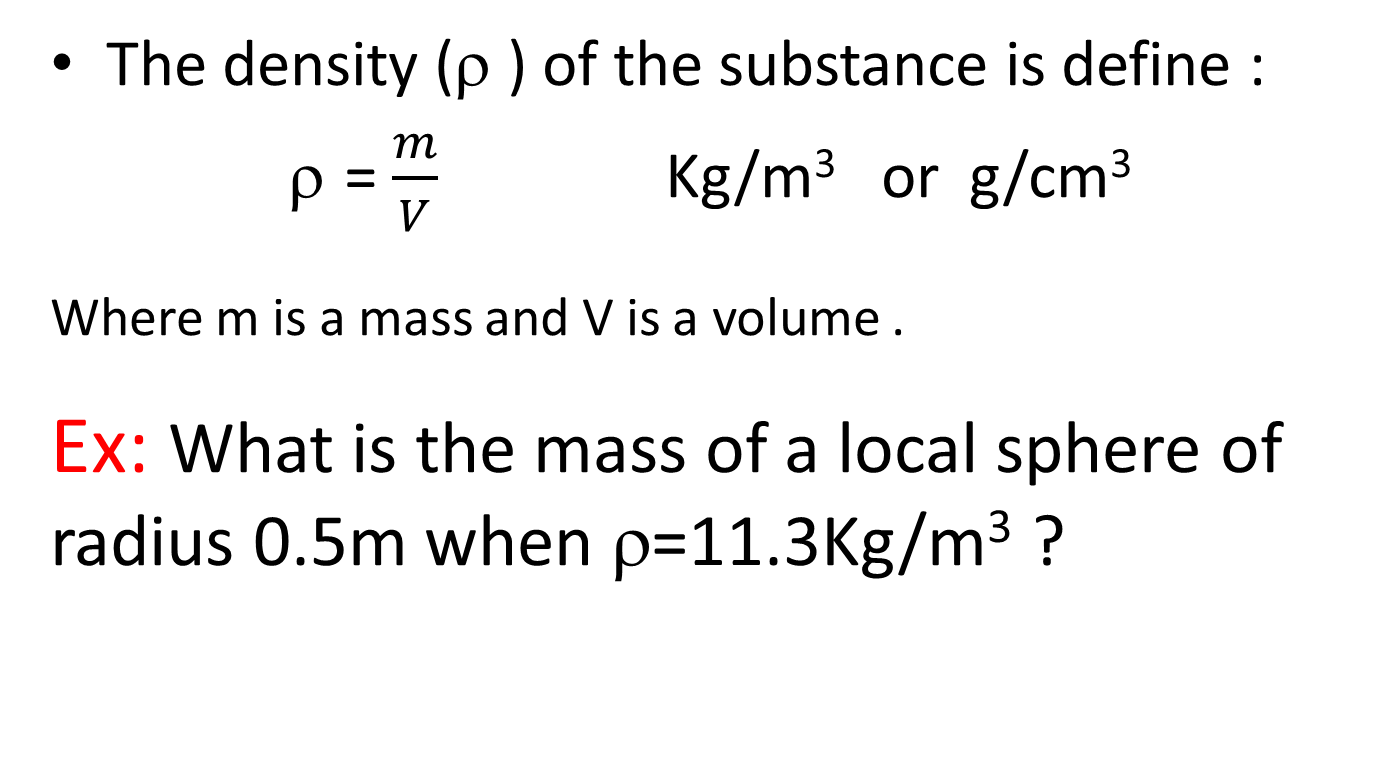 • The density (ρ ) of the substance is define :
ρ = m/V Kg/m³ or g/cm³
Where m is a mass and V is a volume .
Ex: What is the mass of a local sphere of
radius 0.5m when ρ=11.3Kg/m³ ?